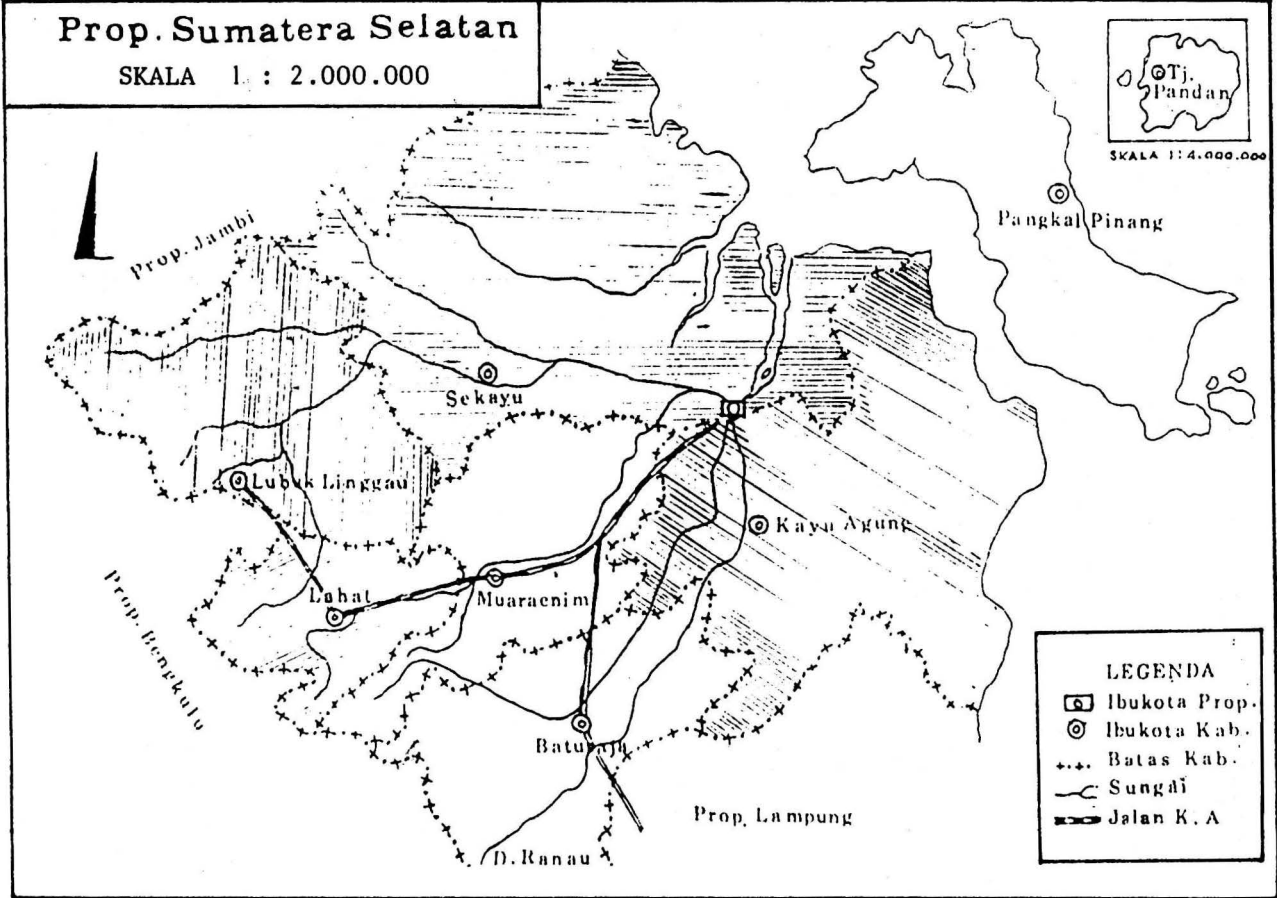 Prop. Sumatera Selatan
SKALA 1 : 2.000.000
Tj.
Pandan
SKALA 1:4.000.000
Pangkal Pinang
Prop. Jambi
Sekayu
Lubuk Linggau
Kayu Agung
Lahat
Muaraenim
Prop. Bengkulu
Baturaja
Prop. Lampung
D. Ranau
LEGENDA
Ibukota Prop.
Ibukota Kab.
Batas Kab.
Sungai
Jalan K.A